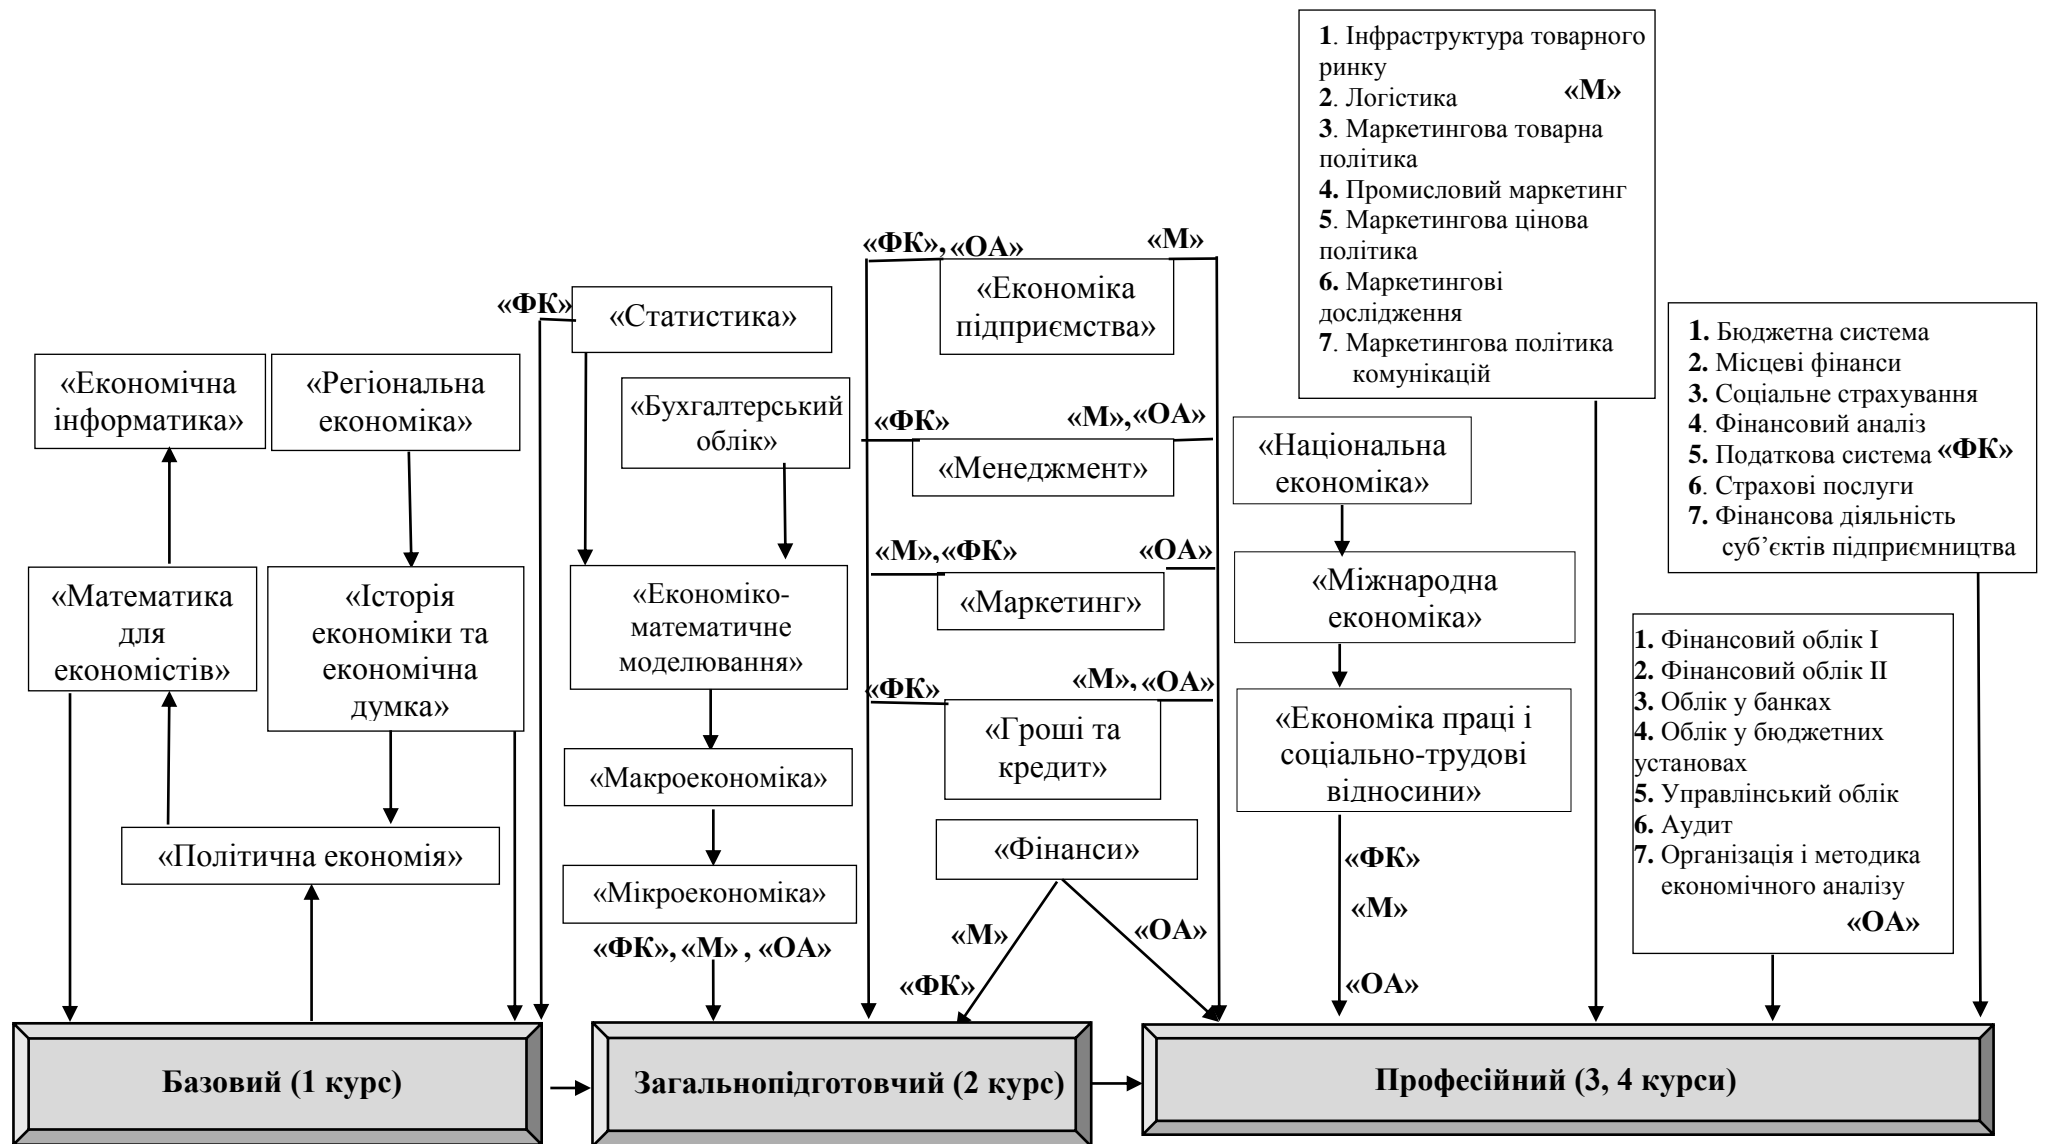 «Економічна
інформатика»
«Регіональна
економіка»
«Математика
для
економістів»
«Історія
економіки та
економічна
думка»
«Політична економія»
«ФК»
«Статистика»
«Бухгалтерський
облік»
«Економіко-
математичне
моделювання»
«Макроекономіка»
«Мікроекономіка»
«ФК», «М» , «ОА»
«ФК», «ОА»
«М»
«Економіка
підприємства»
«ФК»
«М», «ОА»
«Менеджмент»
«М», «ФК»
«ОА»
«Маркетинг»
«ФК»
«М», «ОА»
«Гроші та
кредит»
«Фінанси»
«М»
«ФК»
«ОА»
«Національна
економіка»
«Міжнародна
економіка»
«Економіка праці і
соціально-трудові
відносини»
«ФК»
«М»
«ОА»
1. Інфраструктура товарного
ринку
2. Логістика «М»
3. Маркетингова товарна
політика
4. Промисловий маркетинг
5. Маркетингова цінова
політика
6. Маркетингові
дослідження
7. Маркетингова політика
комунікацій
1. Бюджетна система
2. Місцеві фінанси
3. Соціальне страхування
4. Фінансовий аналіз
5. Податкова система «ФК»
6. Страхові послуги
7. Фінансова діяльність
суб’єктів підприємництва
1. Фінансовий облік І
2. Фінансовий облік ІІ
3. Облік у банках
4. Облік у бюджетних
установах
5. Управлінський облік
6. Аудит
7. Організація і методика
економічного аналізу
«ОА»
Базовий (1 курс)
Загальнопідготовчий (2 курс)
Професійний (3, 4 курси)